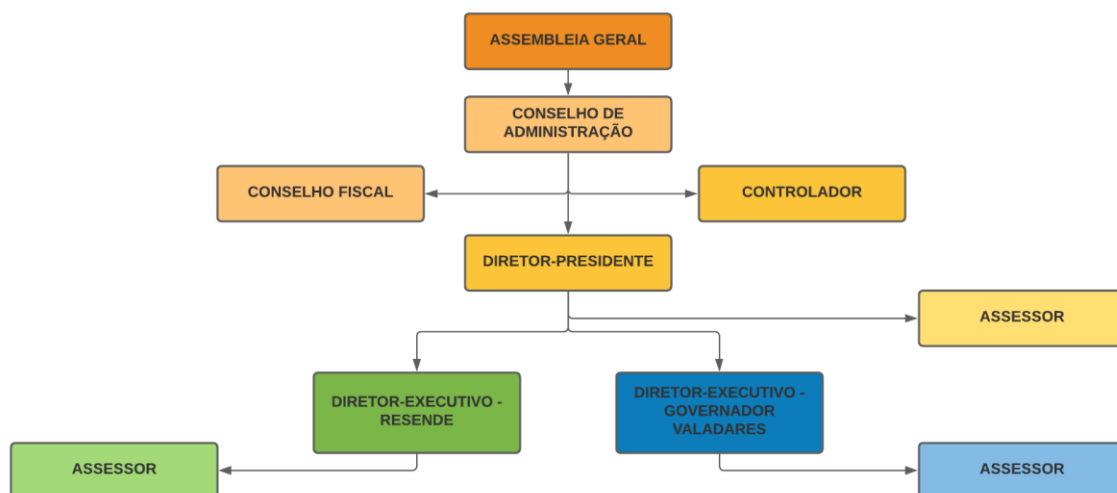 ASSEMBLEIA GERAL
CONSELHO DE
ADMINISTRAÇÃO
CONSELHO FISCAL
CONTROLADOR
DIRETOR-PRESIDENTE
ASSESSOR
DIRETOR-EXECUTIVO -
RESENDE
DIRETOR-EXECUTIVO -
GOVERNADOR
VALADARES
ASSESSOR
ASSESSOR